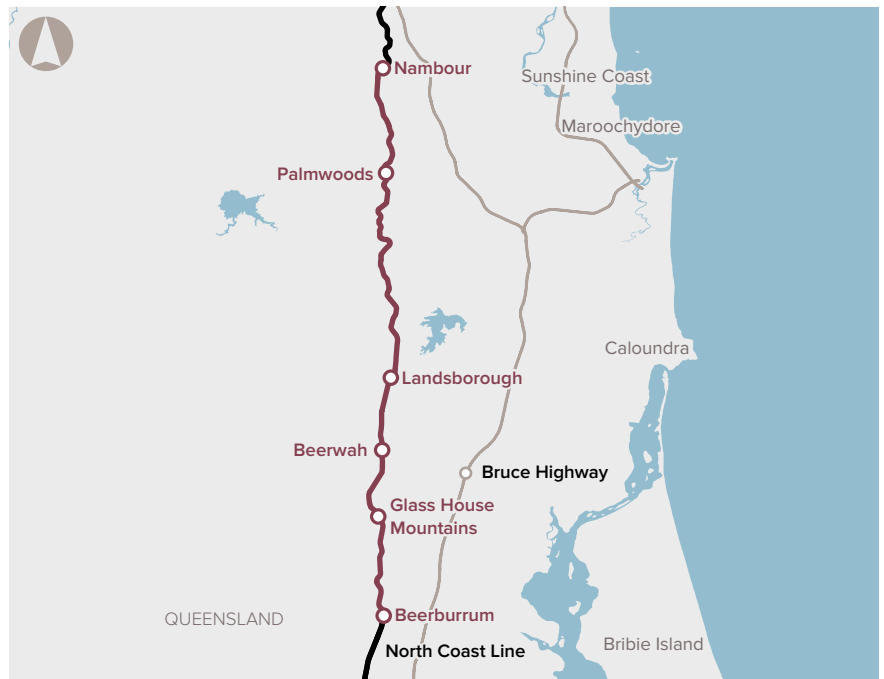 Nambour
Sunshine Coast
Maroochydore
Palmwoods
Caloundra
Landsborough
Beerwah
Bruce Highway
Glass House
Mountains
Beerburrum
QUEENSLAND
Bribie Island
North Coast Line